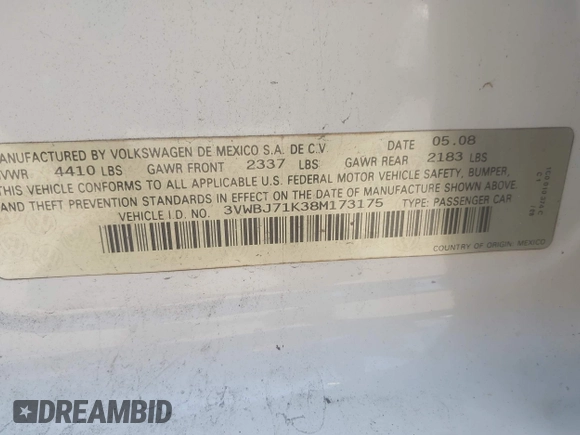 MANUFACTURED BY VOLKSWAGEN DE MEXICO S.A. DE C.V. DATE 05.08
GVWR 4410 LBS GAWR FRONT 2337 LBS GAWR REAR 2183 LBS
THIS VEHICLE CONFORMS TO ALL APPLICABLE U.S. FEDERAL MOTOR VEHICLE SAFETY, BUMPER,
AND THEFT PREVENTION STANDARDS IN EFFECT ON THE DATE OF MANUFACTURE SHOWN ABOVE.
VEHICLE I.D. NO. 3VWBJ71K38M173175 TYPE: PASSENGER CAR
COUNTRY OF ORIGIN: MEXICO
DREAMBID